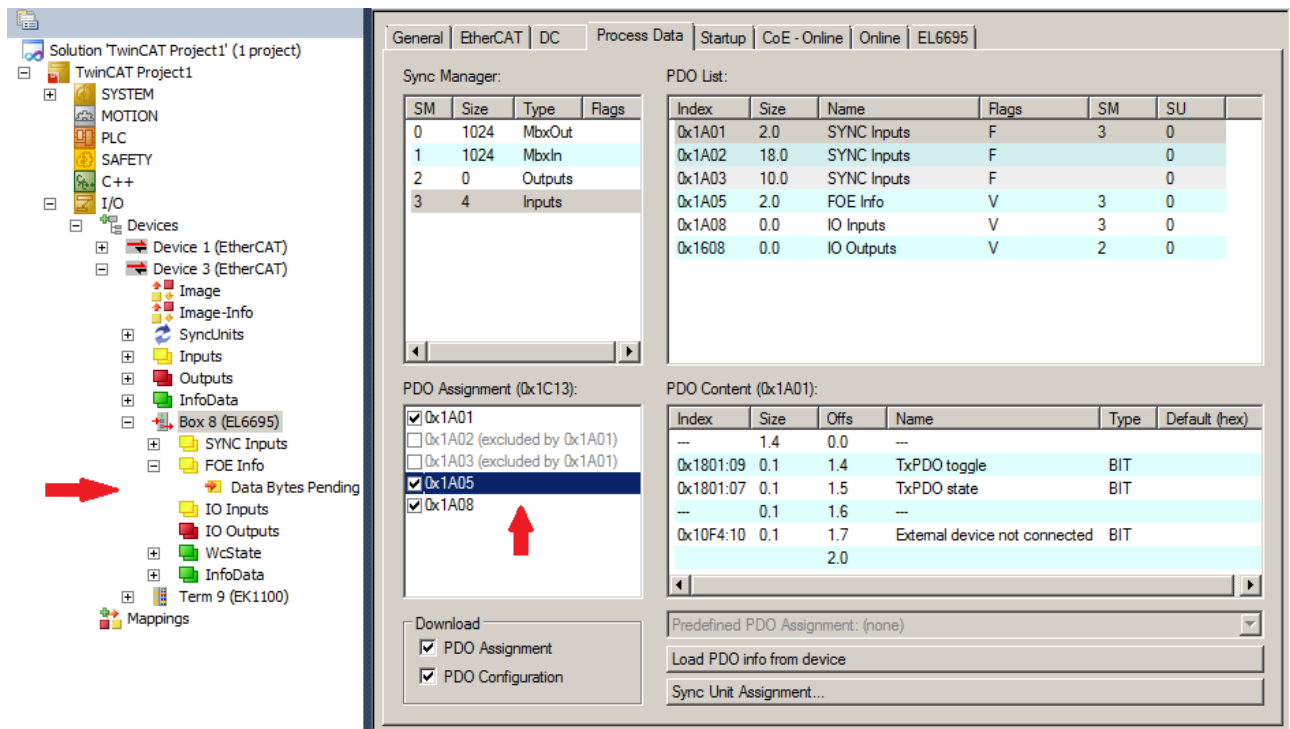 Solution 'TwinCAT Project1' (1 project)
TwinCAT Project1
SYSTEM
MOTION
PLC
SAFETY
C++
I/O
Devices
Device 1 (EtherCAT)
Device 3 (EtherCAT)
Image
Image-Info
SyncUnits
Inputs
Outputs
InfoData
Box 8 (EL6695)
SYNC Inputs
FOE Info
Data Bytes Pending
IO Inputs
IO Outputs
WcState
InfoData
Term 9 (EK1100)
Mappings
General EtherCAT DC Process Data Startup CoE - Online Online EL6695
Sync Manager:
SM Size Type Flags
0 1024 MbxOut
1 1024 MbxIn
2 0 Outputs
3 4 Inputs
PDO List:
Index Size Name Flags SM SU
0x1A01 2.0 SYNC Inputs F 3 0
0x1A02 18.0 SYNC Inputs F 0
0x1A03 10.0 SYNC Inputs F 0
0x1A05 2.0 FOE Info V 3 0
0x1A08 0.0 IO Inputs V 3 0
0x1608 0.0 IO Outputs V 2 0
PDO Assignment (0x1C13):
0x1A01
0x1A02 (excluded by 0x1A01)
0x1A03 (excluded by 0x1A01)
0x1A05
0x1A08
PDO Content (0x1A01):
Index Size Offs Name Type Default (hex)
--- 1.4 0.0 ---
0x1801:09 0.1 1.4 TxPDO toggle BIT
0x1801:07 0.1 1.5 TxPDO state BIT
--- 0.1 1.6 ---
0x10F4:10 0.1 1.7 External device not connected BIT
2.0
Download
PDO Assignment
PDO Configuration
Predefined PDO Assignment: (none)
Load PDO info from device
Sync Unit Assignment...